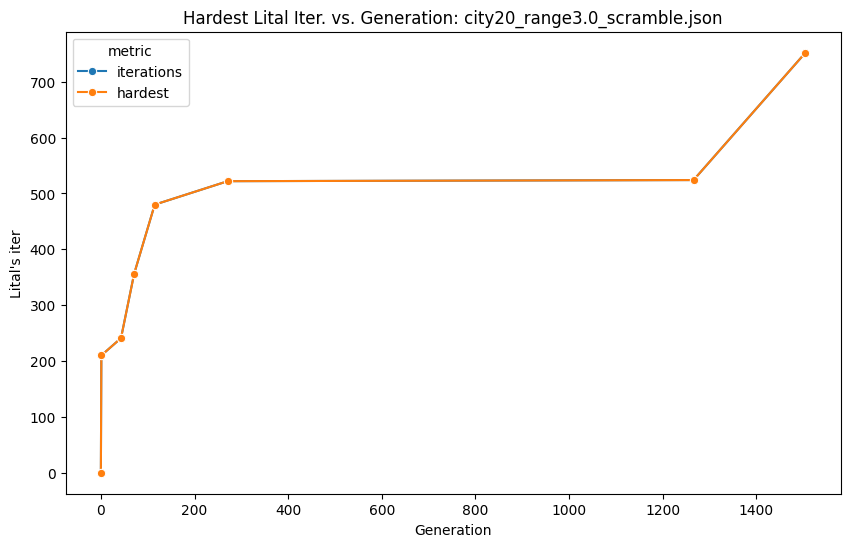 Hardest Lital Iter. vs. Generation: city20_range3.0_scramble.json
metric
iterations
hardest
700
600
500
400
300
200
100
0
Lital's iter
0 200 400 600 800 1000 1200 1400
Generation